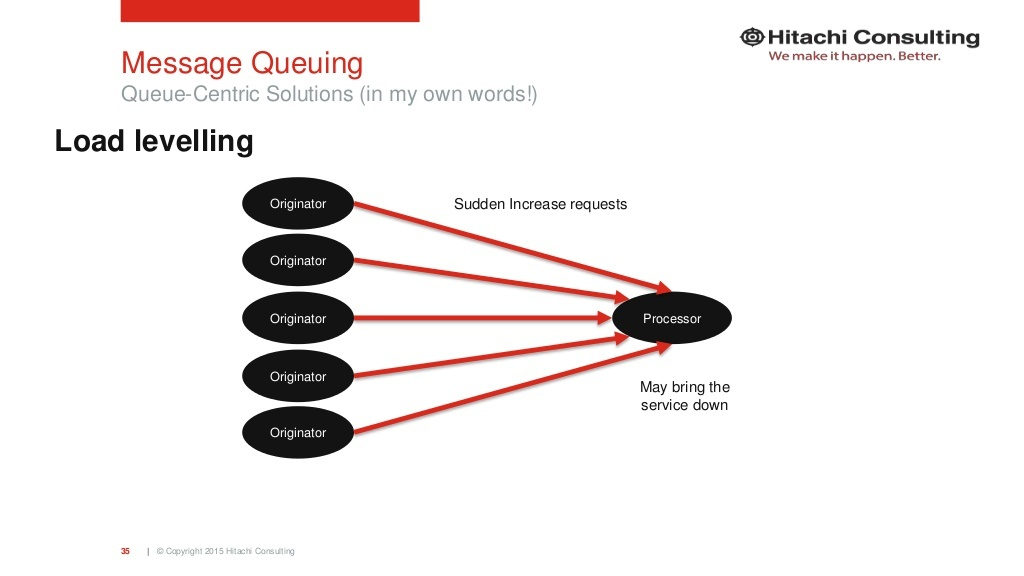 Hitachi Consulting
We make it happen. Better.
Message Queuing
Queue-Centric Solutions (in my own words!)
Load levelling
Originator
Sudden Increase requests
Originator
Originator
Processor
Originator
May bring the
service down
Originator
35 | © Copyright 2015 Hitachi Consulting